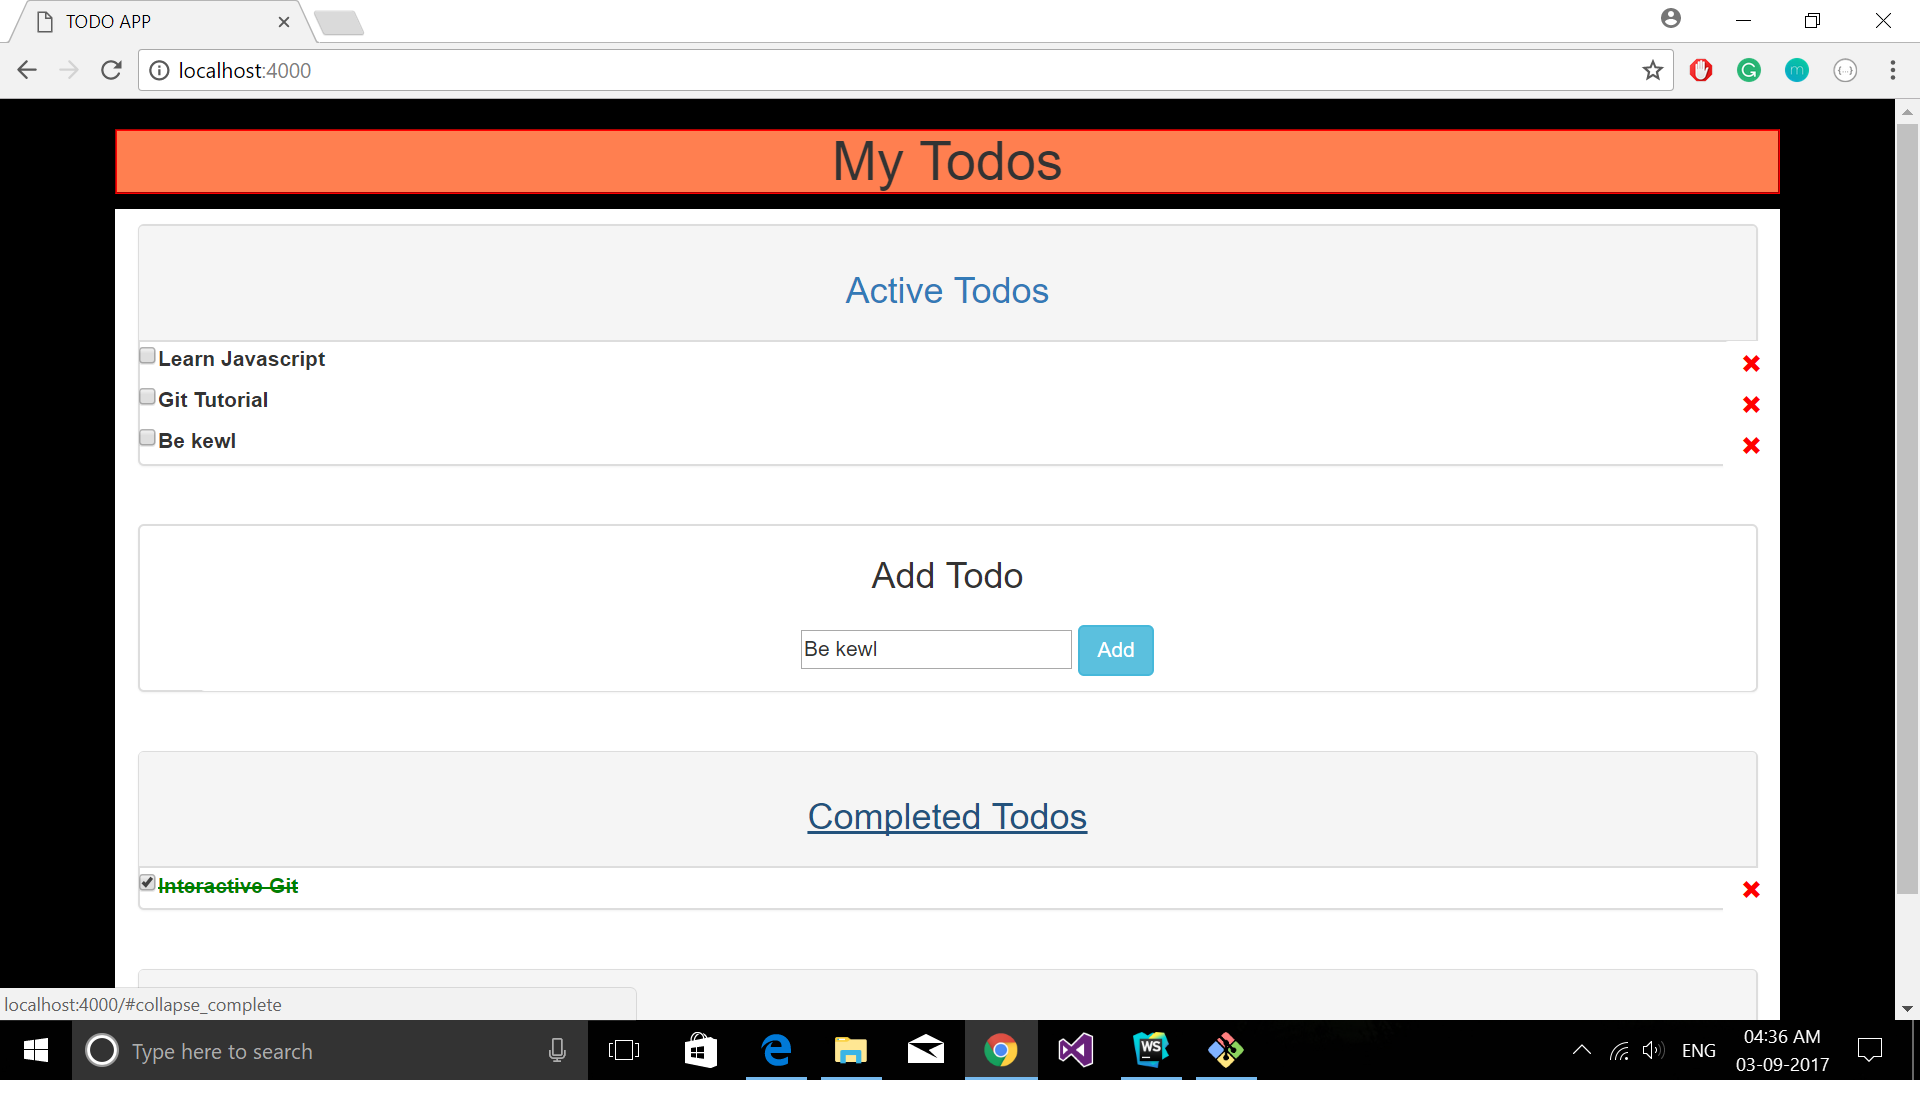 TODO APP
localhost:4000
My Todos
Active Todos
Learn Javascript
Git Tutorial
Be kewl
Add Todo
Be kewl Add
Completed Todos
Interactive Git
localhost:4000/#collapse_complete
Type here to search
WS
ENG
04:36 AM
03-09-2017